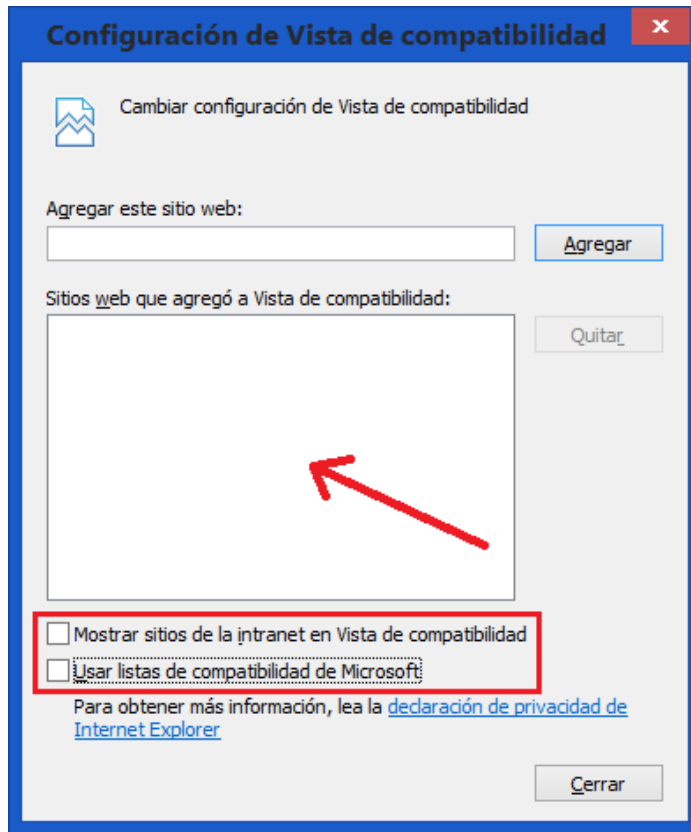 Configuración de Vista de compatibilidad
x
Cambiar configuración de Vista de compatibilidad
Agregar este sitio web:
Agregar
Sitios web que agregó a Vista de compatibilidad:
Quitar
Mostrar sitios de la intranet en Vista de compatibilidad
Usar listas de compatibilidad de Microsoft
Para obtener más información, lea la declaración de privacidad de
Internet Explorer
Cerrar